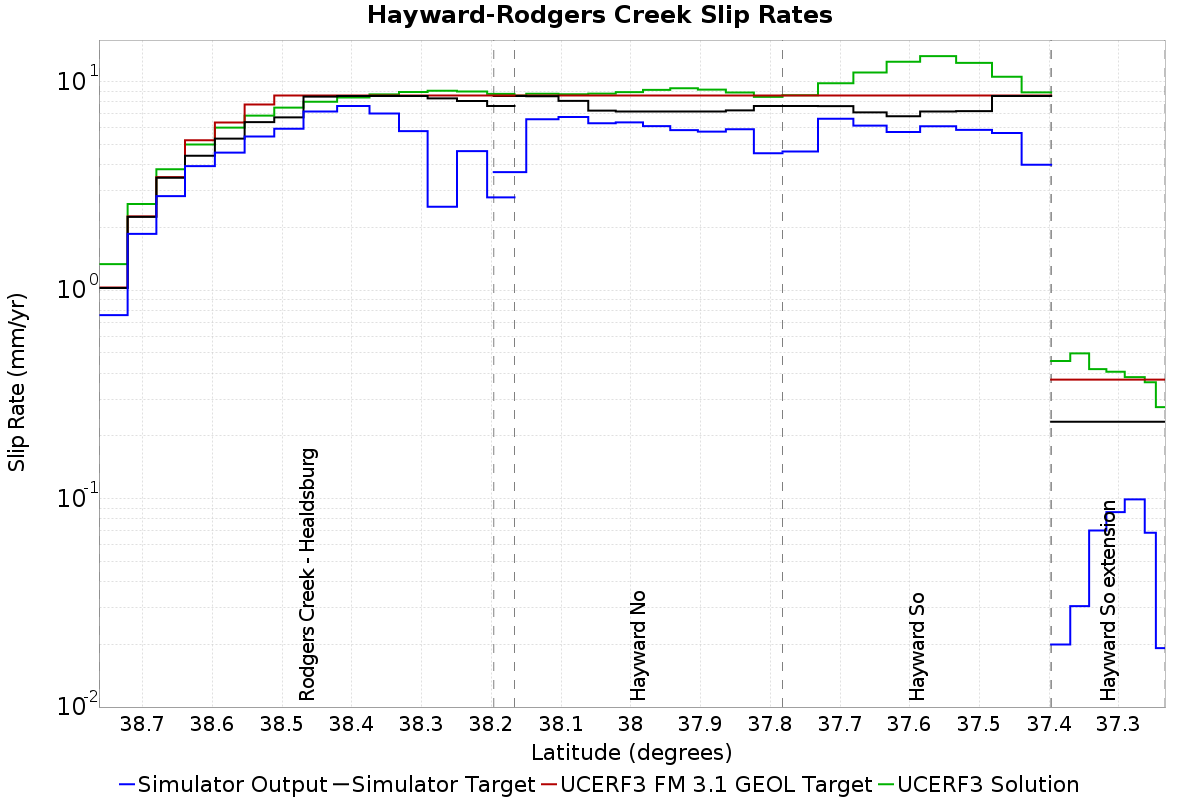 Hayward-Rodgers Creek Slip Rates
Slip Rate (mm/yr)
10^1
10^0
10^-1
10^-2
Rodgers Creek - Healdsburg
Hayward No
Hayward So
Hayward So extension
38.7 38.6 38.5 38.4 38.3 38.2 38.1 38 37.9 37.8 37.7 37.6 37.5 37.4 37.3
Latitude (degrees)
Simulator Output Simulator Target UCERF3 FM 3.1 GEOL Target UCERF3 Solution